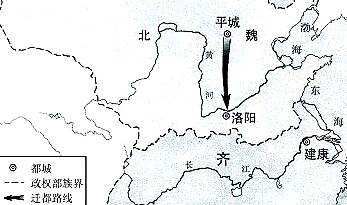 平城
北 魏
渤
海
黄
河
东
海
洛阳
齐
建康
长 江
都城
政权部族界
迁都路线